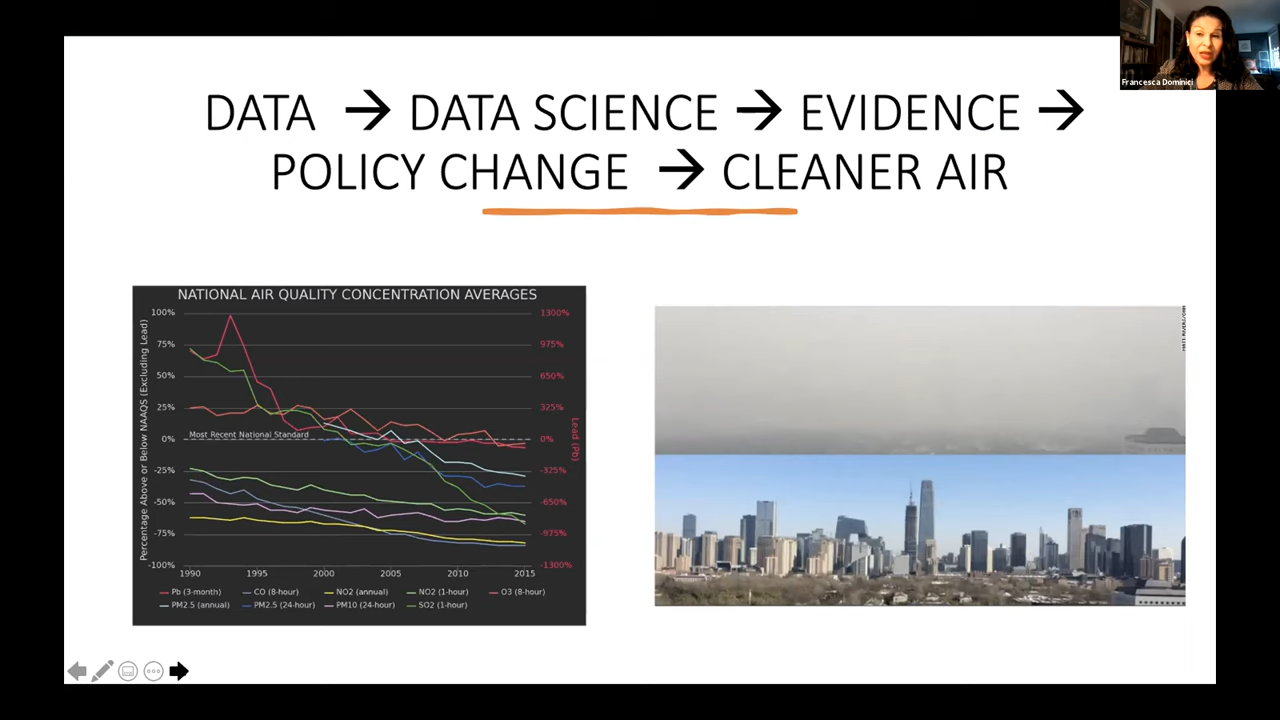 Francesca Dominici
DATA → DATA SCIENCE → EVIDENCE →
POLICY CHANGE → CLEANER AIR
NATIONAL AIR QUALITY CONCENTRATION AVERAGES
Percentage Above or Below NAAQS (Excluding Lead)
100%
75%
50%
25%
0%
-25%
-50%
-75%
-100%
Most Recent National Standard
1300%
975%
650%
325%
0%
-325%
-650%
-975%
-1300%
Lead (Pb)
1990 1995 2000 2005 2010 2015
Pb (3-month) CO (8-hour) NO2 (annual) NO2 (1-hour) O3 (8-hour)
PM2.5 (annual) PM2.5 (24-hour) PM10 (24-hour) SO2 (1-hour)